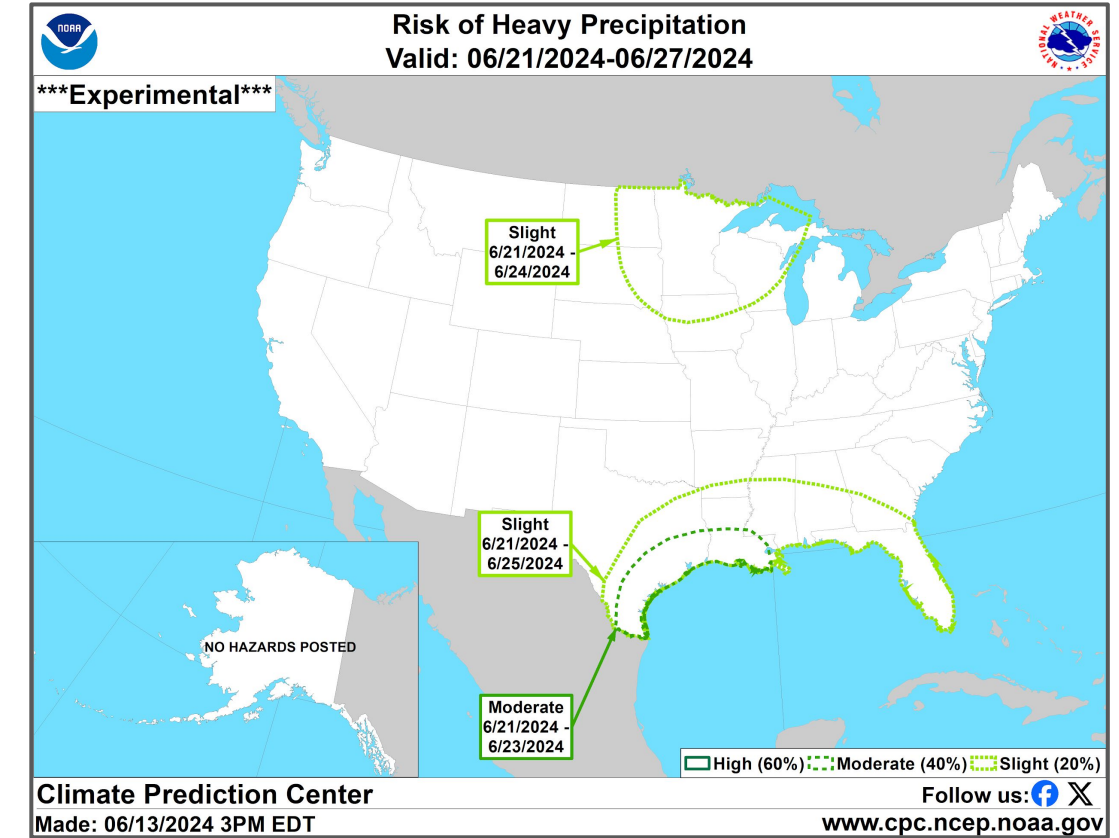 NOAA
Risk of Heavy Precipitation
Valid: 06/21/2024-06/27/2024
NATIONAL WEATHER SERVICE
***Experimental***
Slight
6/21/2024 -
6/24/2024
Slight
6/21/2024 -
6/25/2024
NO HAZARDS POSTED
Moderate
6/21/2024 -
6/23/2024
High (60%) Moderate (40%) Slight (20%)
Climate Prediction Center
Follow us:
Made: 06/13/2024 3PM EDT
www.cpc.ncep.noaa.gov